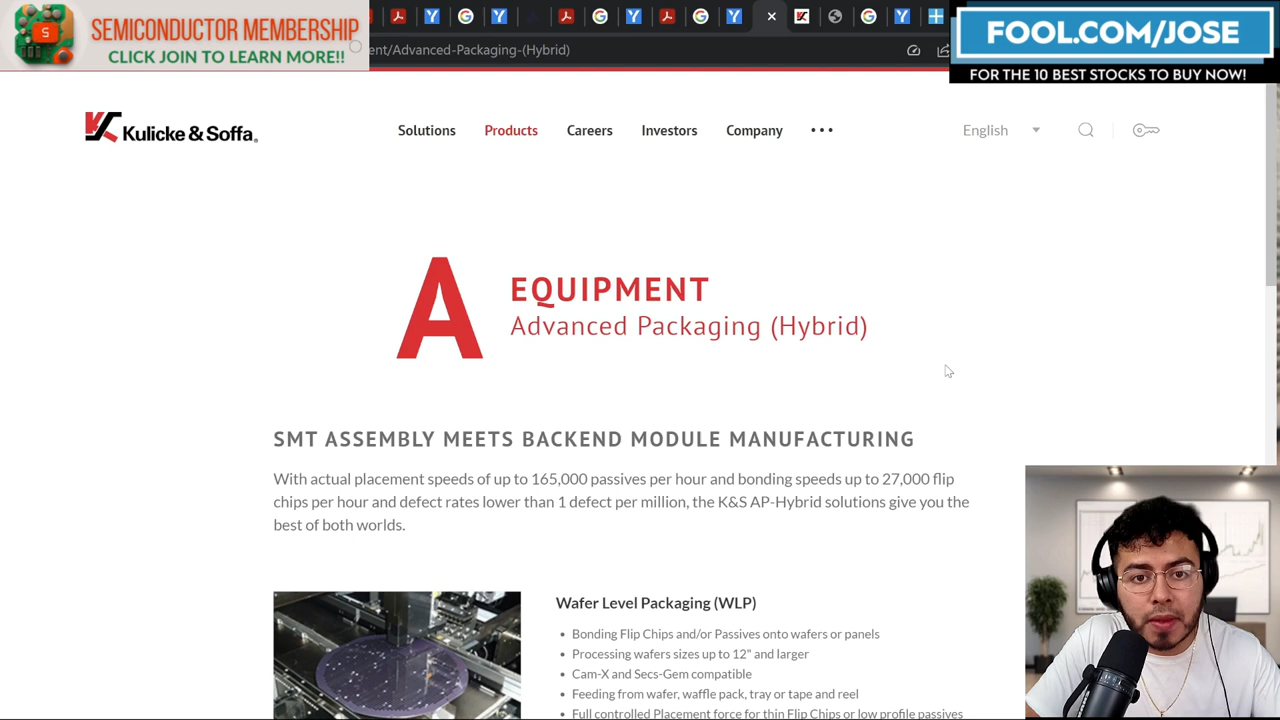 SEMICONDUCTOR MEMBERSHIP
CLICK JOIN TO LEARN MORE!!
S
ent/Advanced-Packaging-(Hybrid)
FOOL.COM/JOSE
FOR THE 10 BEST STOCKS TO BUY NOW!
Kulicke & Soffa®
Solutions
Products
Careers
Investors
Company
English
A
EQUIPMENT
Advanced Packaging (Hybrid)
SMT ASSEMBLY MEETS BACKEND MODULE MANUFACTURING
With actual placement speeds of up to 165,000 passives per hour and bonding speeds up to 27,000 flip
chips per hour and defect rates lower than 1 defect per million, the K&S AP-Hybrid solutions give you the
best of both worlds.
Wafer Level Packaging (WLP)
• Bonding Flip Chips and/or Passives onto wafers or panels
• Processing wafers sizes up to 12" and larger
• Cam-X and Secs-Gem compatible
• Feeding from wafer, waffle pack, tray or tape and reel
• Full controlled Placement force for thin Flip Chips or low profile passives